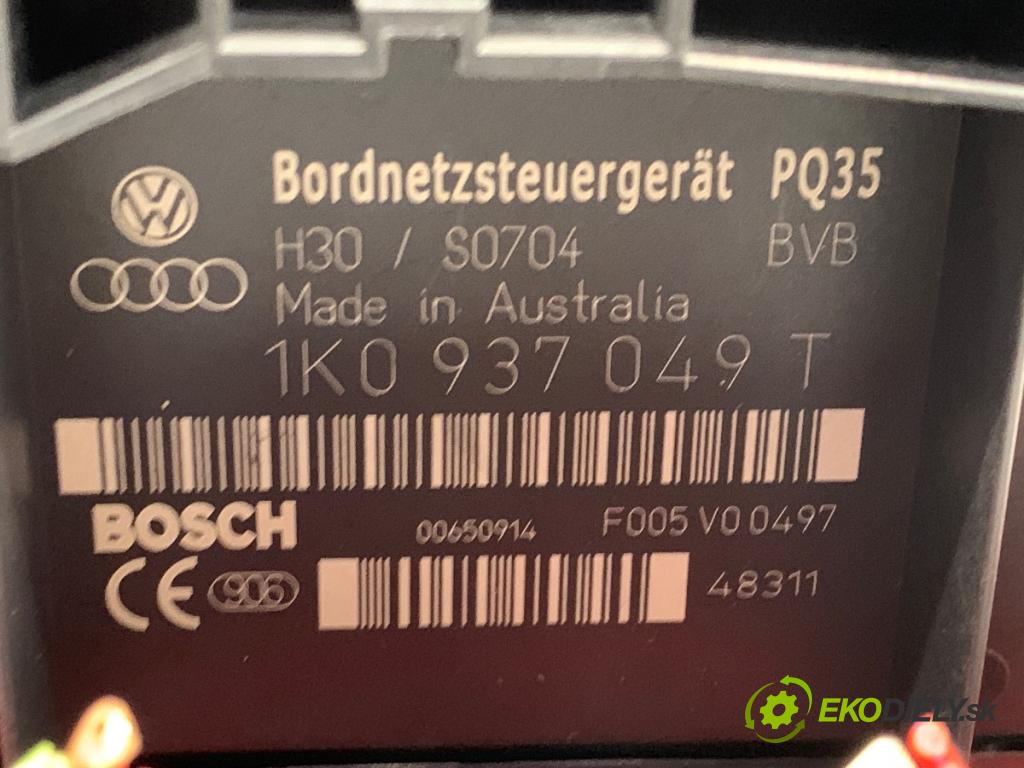 Bordnetzsteuergerät PQ35
H30 / S0704 BVB
Made in Australia
1K0 937 049 T
BOSCH 00650914 F005 V0 0497
CE 906 48311
EKODIELY.sk